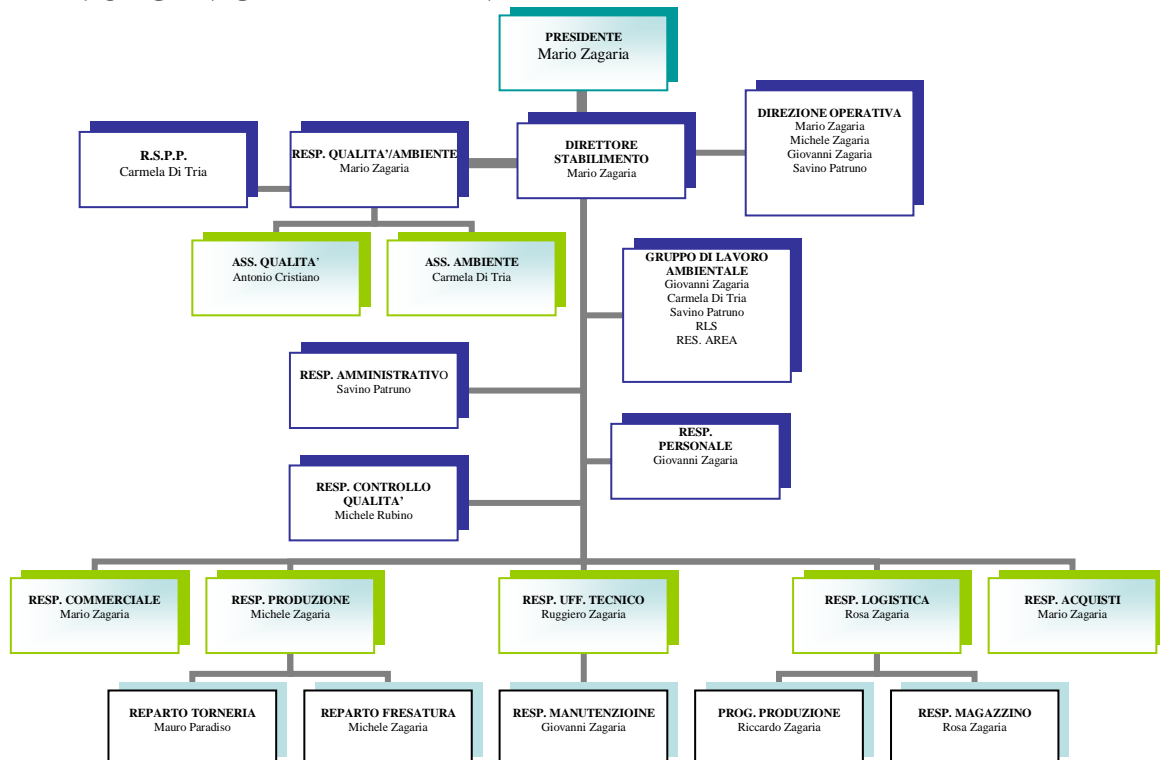 PRESIDENTE
Mario Zagaria
DIREZIONE OPERATIVA
Mario Zagaria
Michele Zagaria
Giovanni Zagaria
Savino Patruno
R.S.P.P.
Carmela Di Tria
RESP. QUALITA'/AMBIENTE
Mario Zagaria
DIRETTORE
STABILIMENTO
Mario Zagaria
ASS. QUALITA'
Antonio Cristiano
ASS. AMBIENTE
Carmela Di Tria
GRUPPO DI LAVORO
AMBIENTALE
Giovanni Zagaria
Carmela Di Tria
Savino Patruno
RLS
RES. AREA
RESP. AMMINISTRATIVO
Savino Patruno
RESP.
PERSONALE
Giovanni Zagaria
RESP. CONTROLLO
QUALITA'
Michele Rubino
RESP. COMMERCIALE
Mario Zagaria
RESP. PRODUZIONE
Michele Zagaria
RESP. UFF. TECNICO
Ruggiero Zagaria
RESP. LOGISTICA
Rosa Zagaria
RESP. ACQUISTI
Mario Zagaria
REPARTO TORNERIA
Mauro Paradiso
REPARTO FRESATURA
Michele Zagaria
RESP. MANUTENZIOINE
Giovanni Zagaria
PROG. PRODUZIONE
Riccardo Zagaria
RESP. MAGAZZINO
Rosa Zagaria